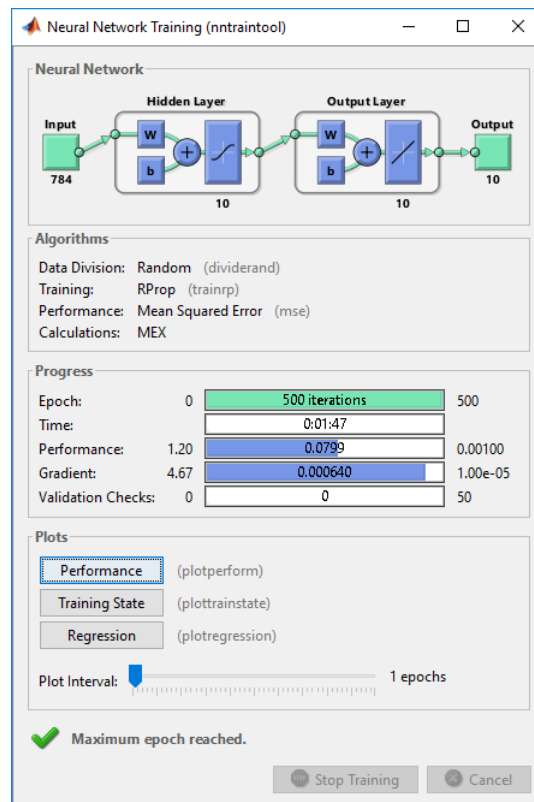 Neural Network Training (nntraintool)
Neural Network
Hidden Layer Output Layer
Input Output
W W
b b
784 10
10 10
Algorithms
Data Division: Random (dividerand)
Training: RProp (trainrp)
Performance: Mean Squared Error (mse)
Calculations: MEX
Progress
Epoch: 0 500 iterations 500
Time: 0:01:47
Performance: 1.20 0.0799 0.00100
Gradient: 4.67 0.000640 1.00e-05
Validation Checks: 0 0 50
Plots
Performance (plotperform)
Training State (plottrainstate)
Regression (plotregression)
Plot Interval: 1 epochs
Maximum epoch reached.
Stop Training Cancel